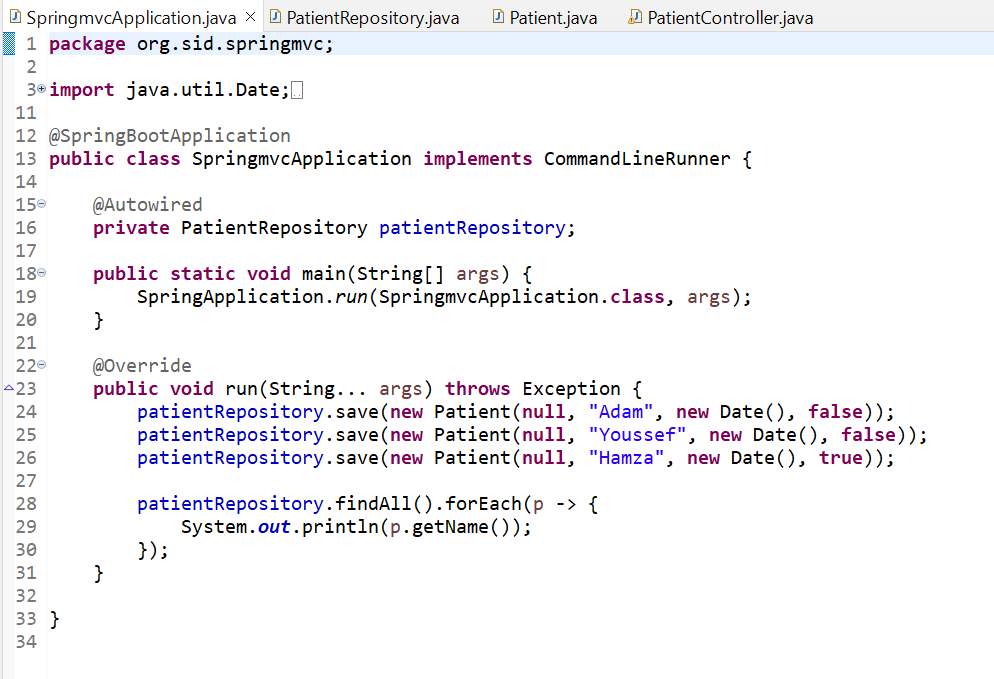 SpringmvcApplication.java PatientRepository.java Patient.java PatientController.java
1 package org.sid.springmvc;
2
3 import java.util.Date;
11
12 @SpringBootApplication
13 public class SpringmvcApplication implements CommandLineRunner {
14
15     @Autowired
16     private PatientRepository patientRepository;
17
18     public static void main(String[] args) {
19         SpringApplication.run(SpringmvcApplication.class, args);
20     }
21
22     @Override
23     public void run(String... args) throws Exception {
24         patientRepository.save(new Patient(null, "Adam", new Date(), false));
25         patientRepository.save(new Patient(null, "Youssef", new Date(), false));
26         patientRepository.save(new Patient(null, "Hamza", new Date(), true));
27
28         patientRepository.findAll().forEach(p -> {
29             System.out.println(p.getName());
30         });
31     }
32
33 }
34